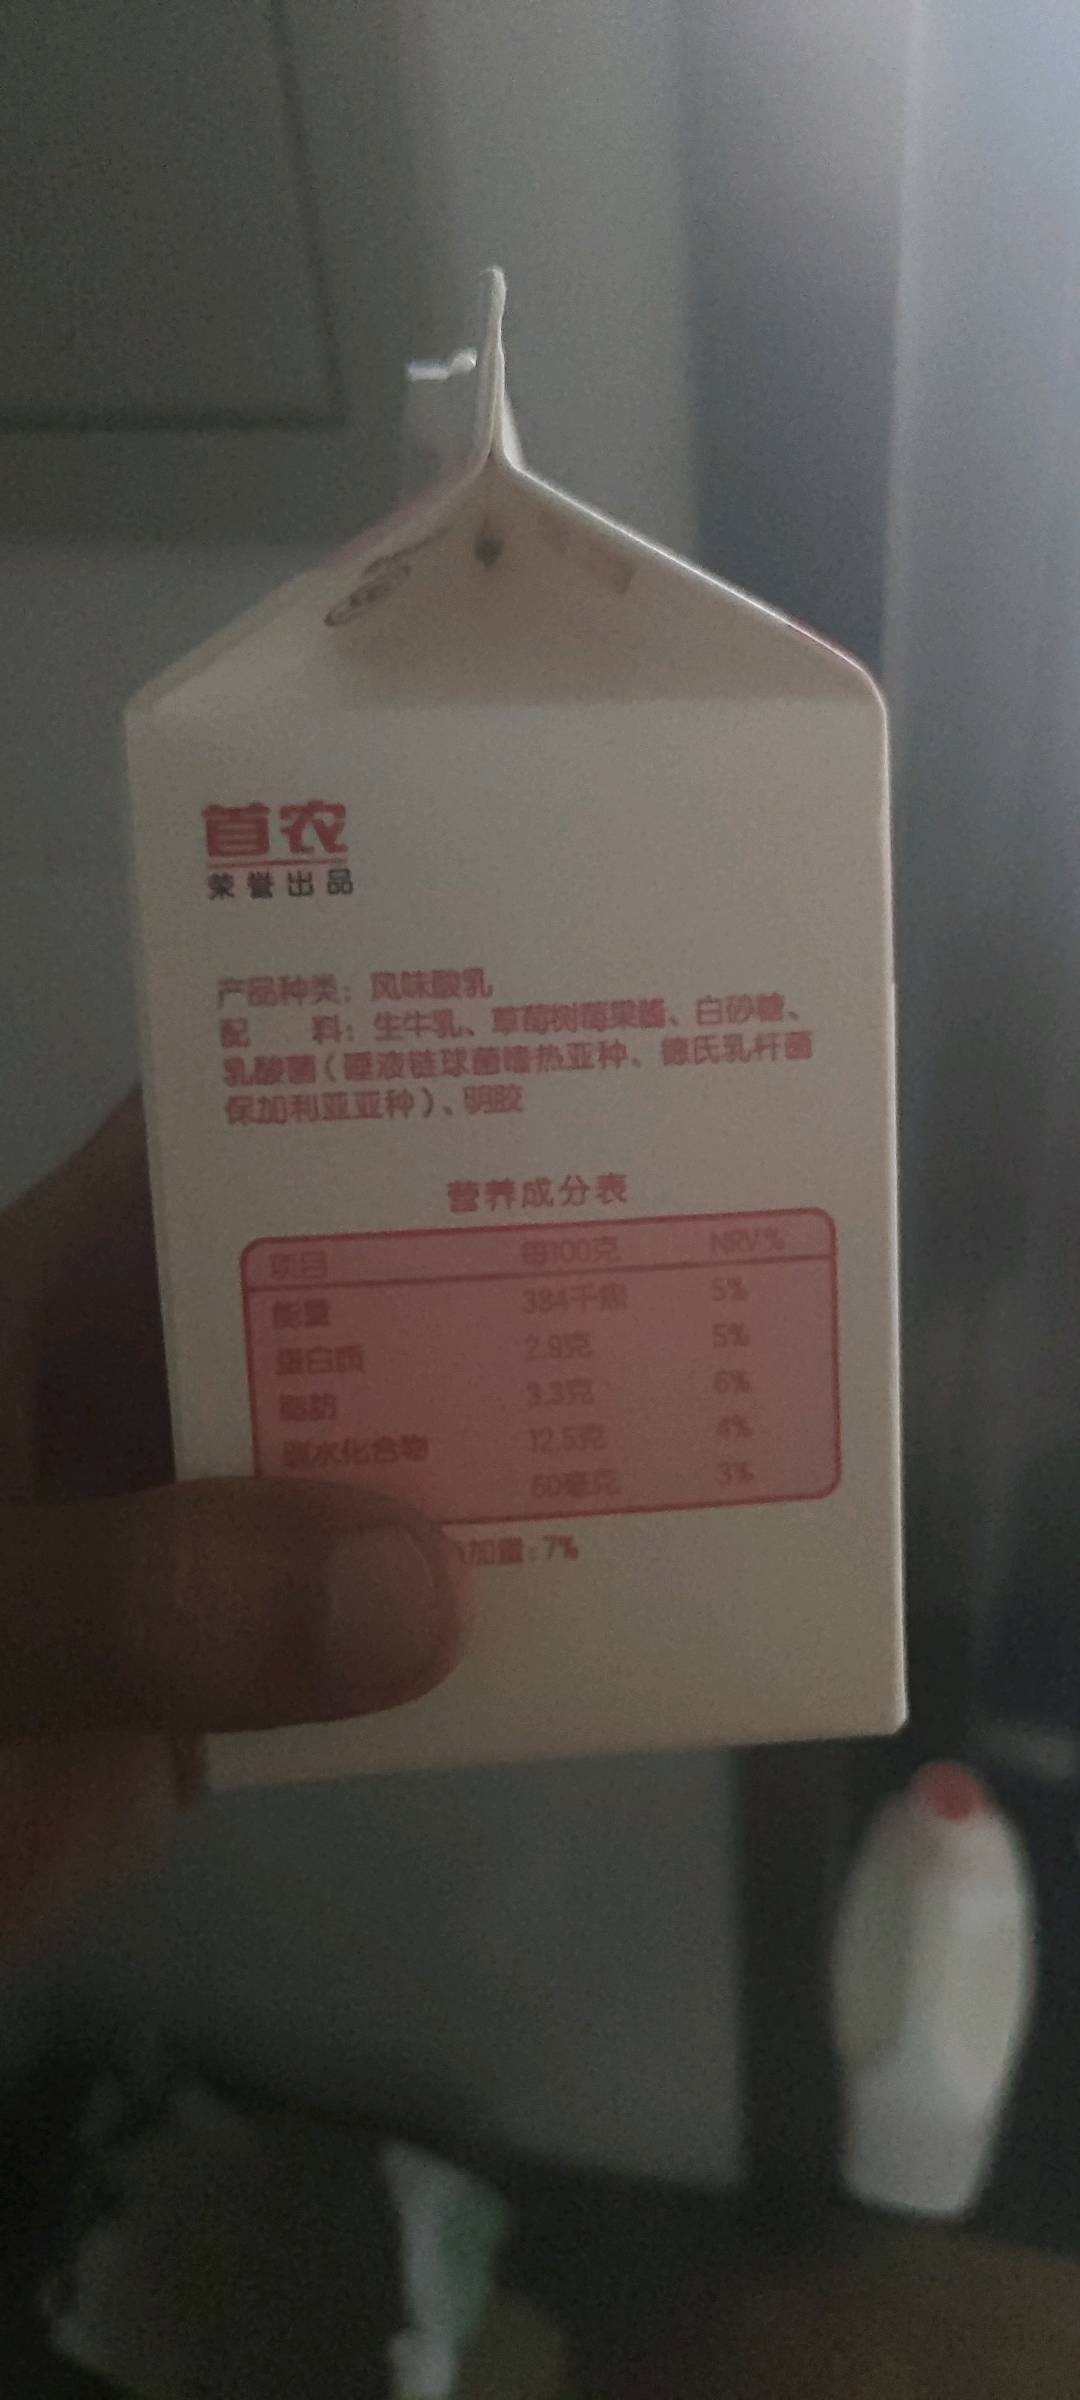 首农
荣誉出品
产品种类：风味酸乳
配料：生牛乳、草莓树莓果酱、白砂糖、
乳酸菌（唾液链球菌嗜热亚种、德氏乳杆菌
保加利亚亚种）、明胶
营养成分表
项目 每100克 NRV%
能量 384千焦 5%
蛋白质 2.9克 5%
脂肪 3.3克 6%
碳水化合物 12.5克 4%
60毫克 3%
加量：7%